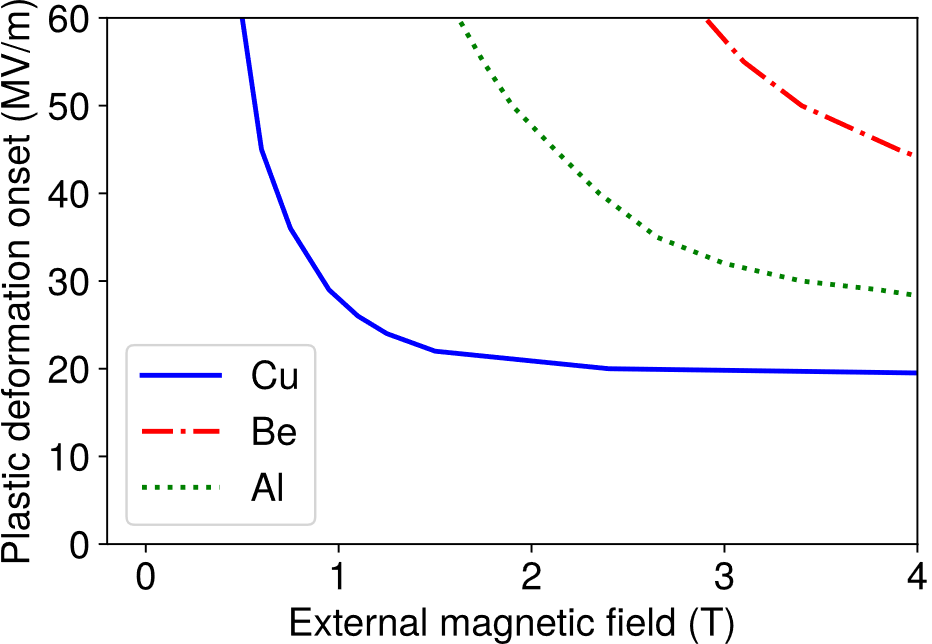 Plastic deformation onset (MV/m)
60
50
40
30
20
10
0
Cu
Be
Al
0 1 2 3 4
External magnetic field (T)